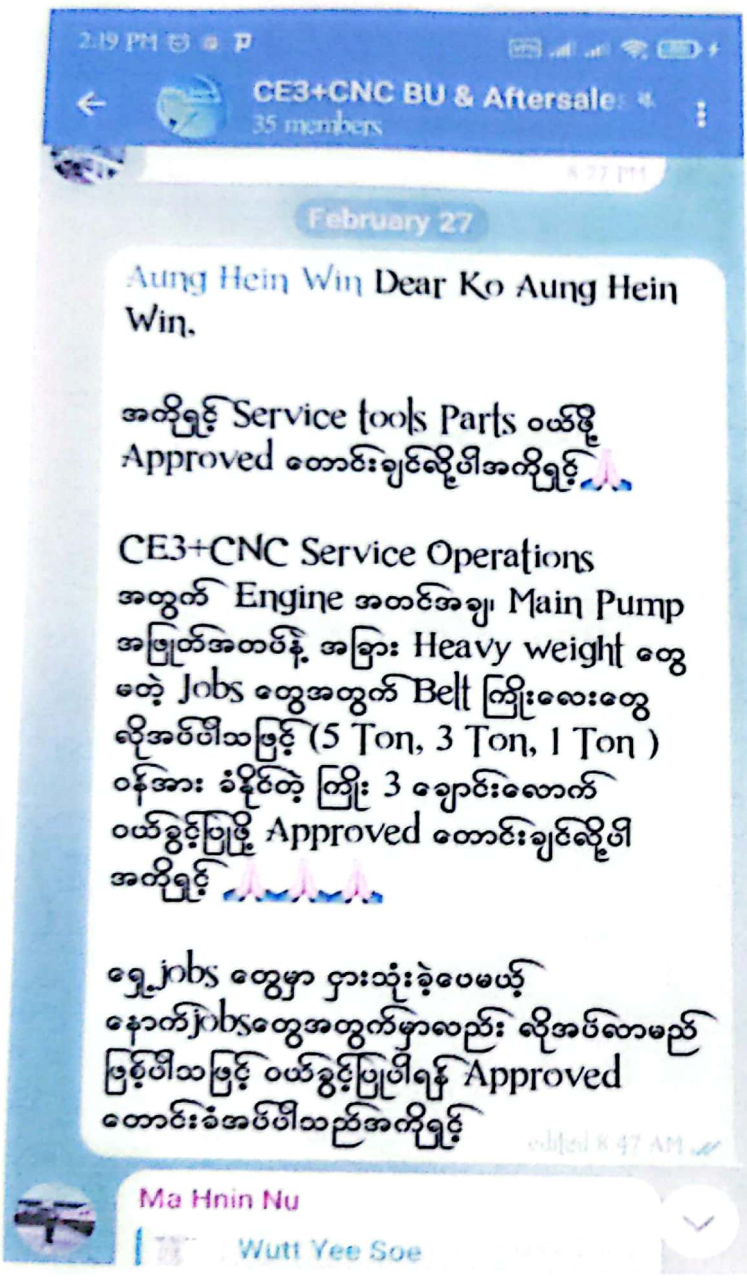 2:19 PM
CE3+CNC BU & Aftersales
35 members
8:27 PM
February 27
Aung Hein Win Dear Ko Aung Hein
Win,
အကိုရှင့် Service tools Parts ဝယ်ဖို့
Approved တောင်းချင်လို့ပါအကိုရှင့်🙏
CE3+CNC Service Operations
အတွက် Engine အတင်အချ၊ Main Pump
အဖြုတ်အတပ်နဲ့ အခြား Heavy weight တွေ
မတဲ့ Jobs တွေအတွက် Belt ကြိုးလေးတွေ
လိုအပ်ပါသဖြင့် (5 Ton, 3 Ton, 1 Ton )
ဝန်အား ခံနိုင်တဲ့ ကြိုး 3 ချောင်းလောက်
ဝယ်ခွင့်ပြုဖို့ Approved တောင်းချင်လို့ပါ
အကိုရှင့် 🙏🙏🙏
ရှေ့jobs တွေမှာ ငှားသုံးခဲ့ပေမယ့်
နောက်jobsတွေအတွက်မှာလည်း လိုအပ်လာမည်
ဖြစ်ပါသဖြင့် ဝယ်ခွင့်ပြုပါရန် Approved
တောင်းခံအပ်ပါသည်အကိုရှင့်
edited 8:47 AM
Ma Hnin Nu
Wutt Yee Soe